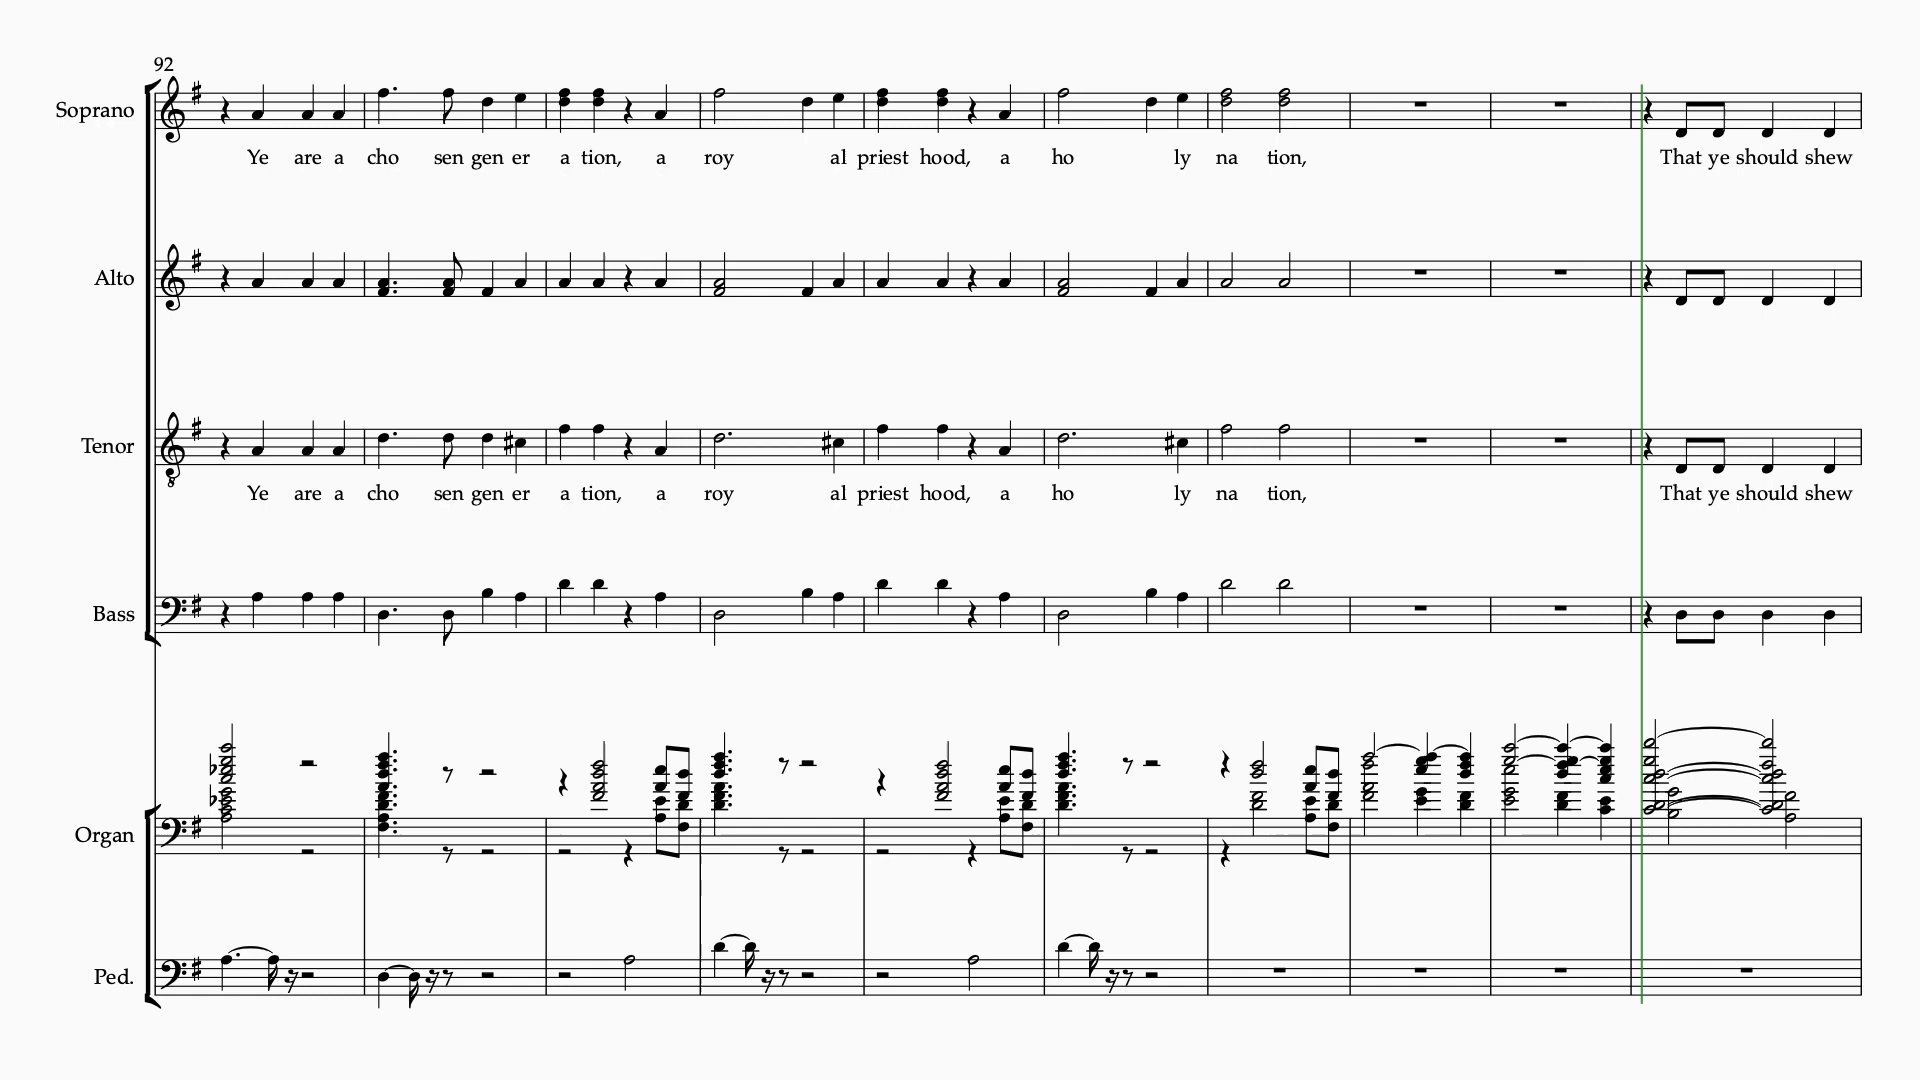 92
Soprano
Ye are a cho sen gen er a tion, a roy al priest hood, a ho ly na tion, That ye should shew
Alto
Tenor
Ye are a cho sen gen er a tion, a roy al priest hood, a ho ly na tion, That ye should shew
Bass
Organ
Ped.